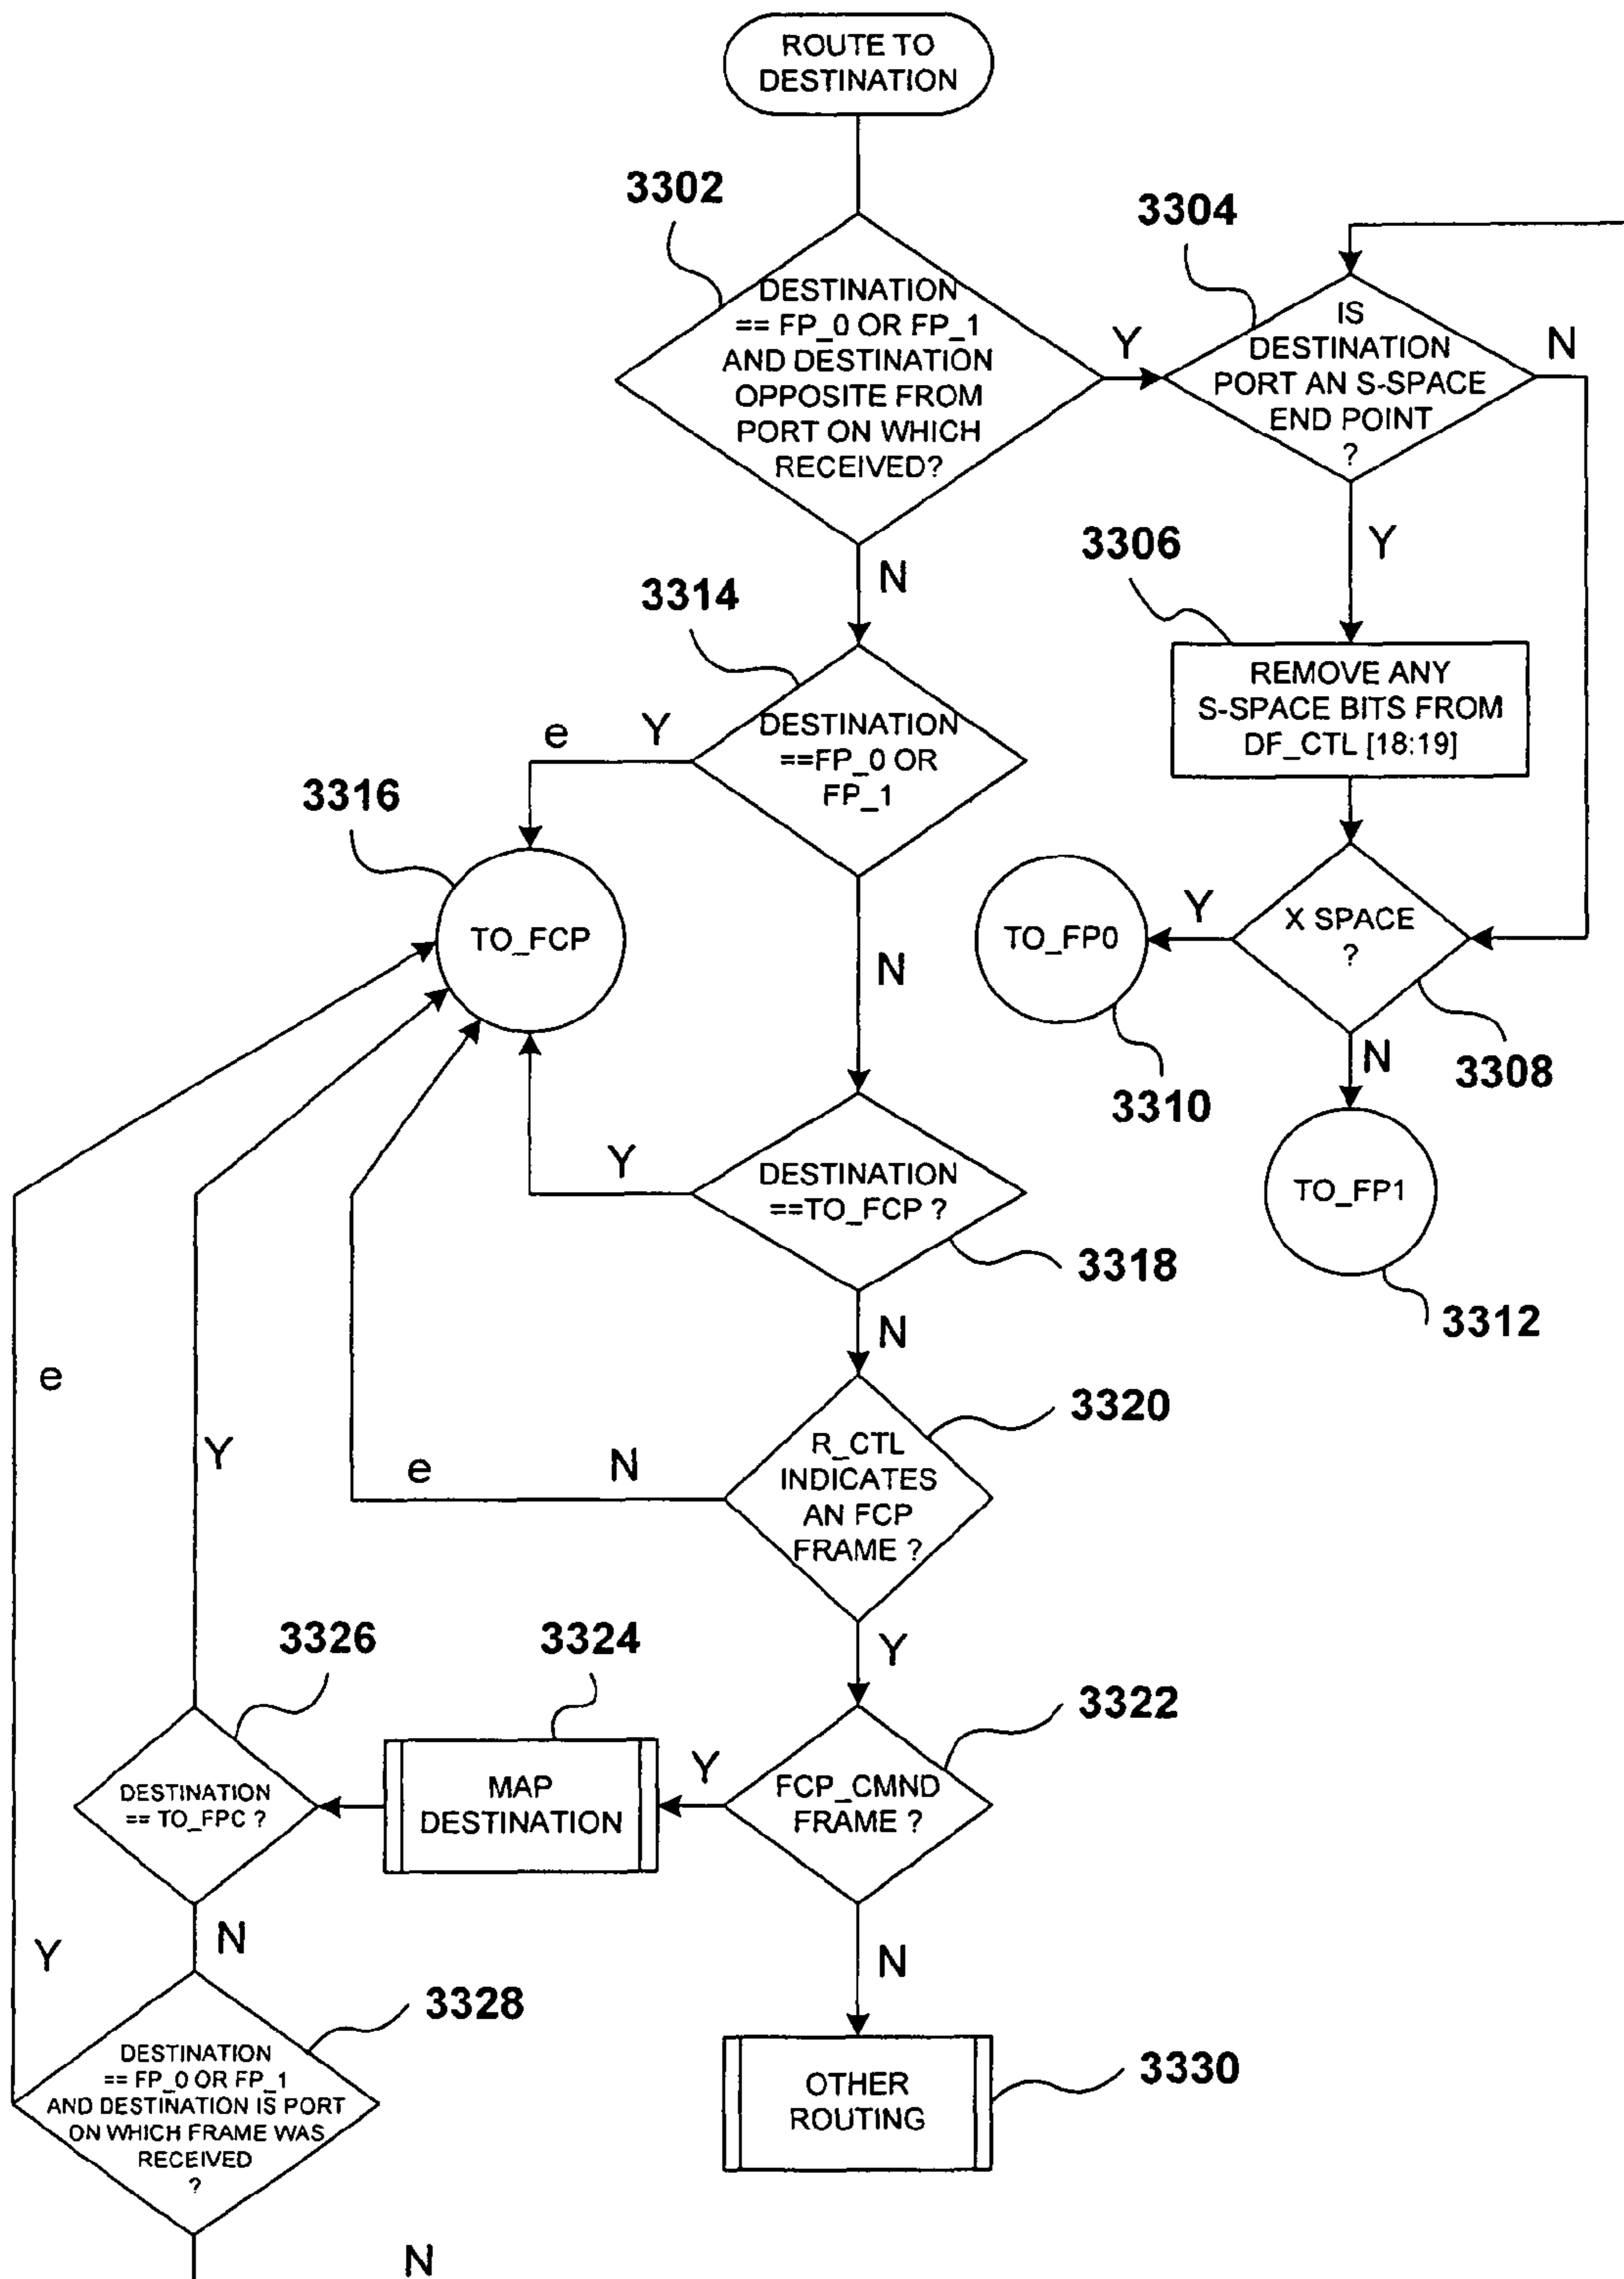 ROUTE TO
DESTINATION
3302
3304
DESTINATION
== FP_0 OR FP_1
AND DESTINATION
OPPOSITE FROM
PORT ON WHICH
RECEIVED?
Y
IS
DESTINATION
PORT AN S-SPACE
END POINT
?
N
Y
3306
N
3314
REMOVE ANY
S-SPACE BITS FROM
DF_CTL [18:19]
e
Y
DESTINATION
==FP_0 OR
FP_1
3316
TO_FCP
TO_FP0
Y
X SPACE
?
N
N
3308
3310
Y
DESTINATION
==TO_FCP ?
TO_FP1
3318
3312
N
e
3320
R_CTL
INDICATES
AN FCP
FRAME ?
Y
e
N
3326
3324
Y
3322
DESTINATION
== TO_FPC ?
MAP
DESTINATION
Y
FCP_CMND
FRAME ?
N
Y
N
3328
DESTINATION
== FP_0 OR FP_1
AND DESTINATION IS PORT
ON WHICH FRAME WAS
RECEIVED
?
OTHER
ROUTING
3330
N